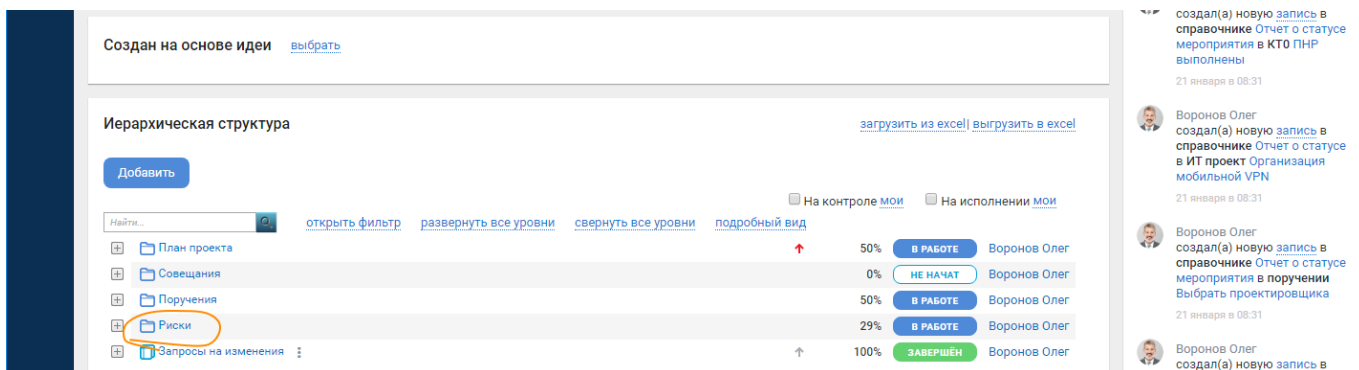 Создан на основе идеи выбрать
Иерархическая структура загрузить из excel| выгрузить в excel
Добавить
На контроле мои На исполнении мои
Найти... открыть фильтр развернуть все уровни свернуть все уровни подробный вид
План проекта 50% В РАБОТЕ Воронов Олег
Совещания 0% НЕ НАЧАТ Воронов Олег
Поручения 50% В РАБОТЕ Воронов Олег
Риски 29% В РАБОТЕ Воронов Олег
Запросы на изменения 100% ЗАВЕРШЁН Воронов Олег
создал(а) новую запись в
справочнике Отчет о статусе
мероприятия в КТ0 ПНР
выполнены
21 января в 08:31
Воронов Олег
создал(а) новую запись в
справочнике Отчет о статусе
в ИТ проект Организация
мобильной VPN
21 января в 08:31
Воронов Олег
создал(а) новую запись в
справочнике Отчет о статусе
мероприятия в поручении
Выбрать проектировщика
21 января в 08:31
Воронов Олег
создал(а) новую запись в